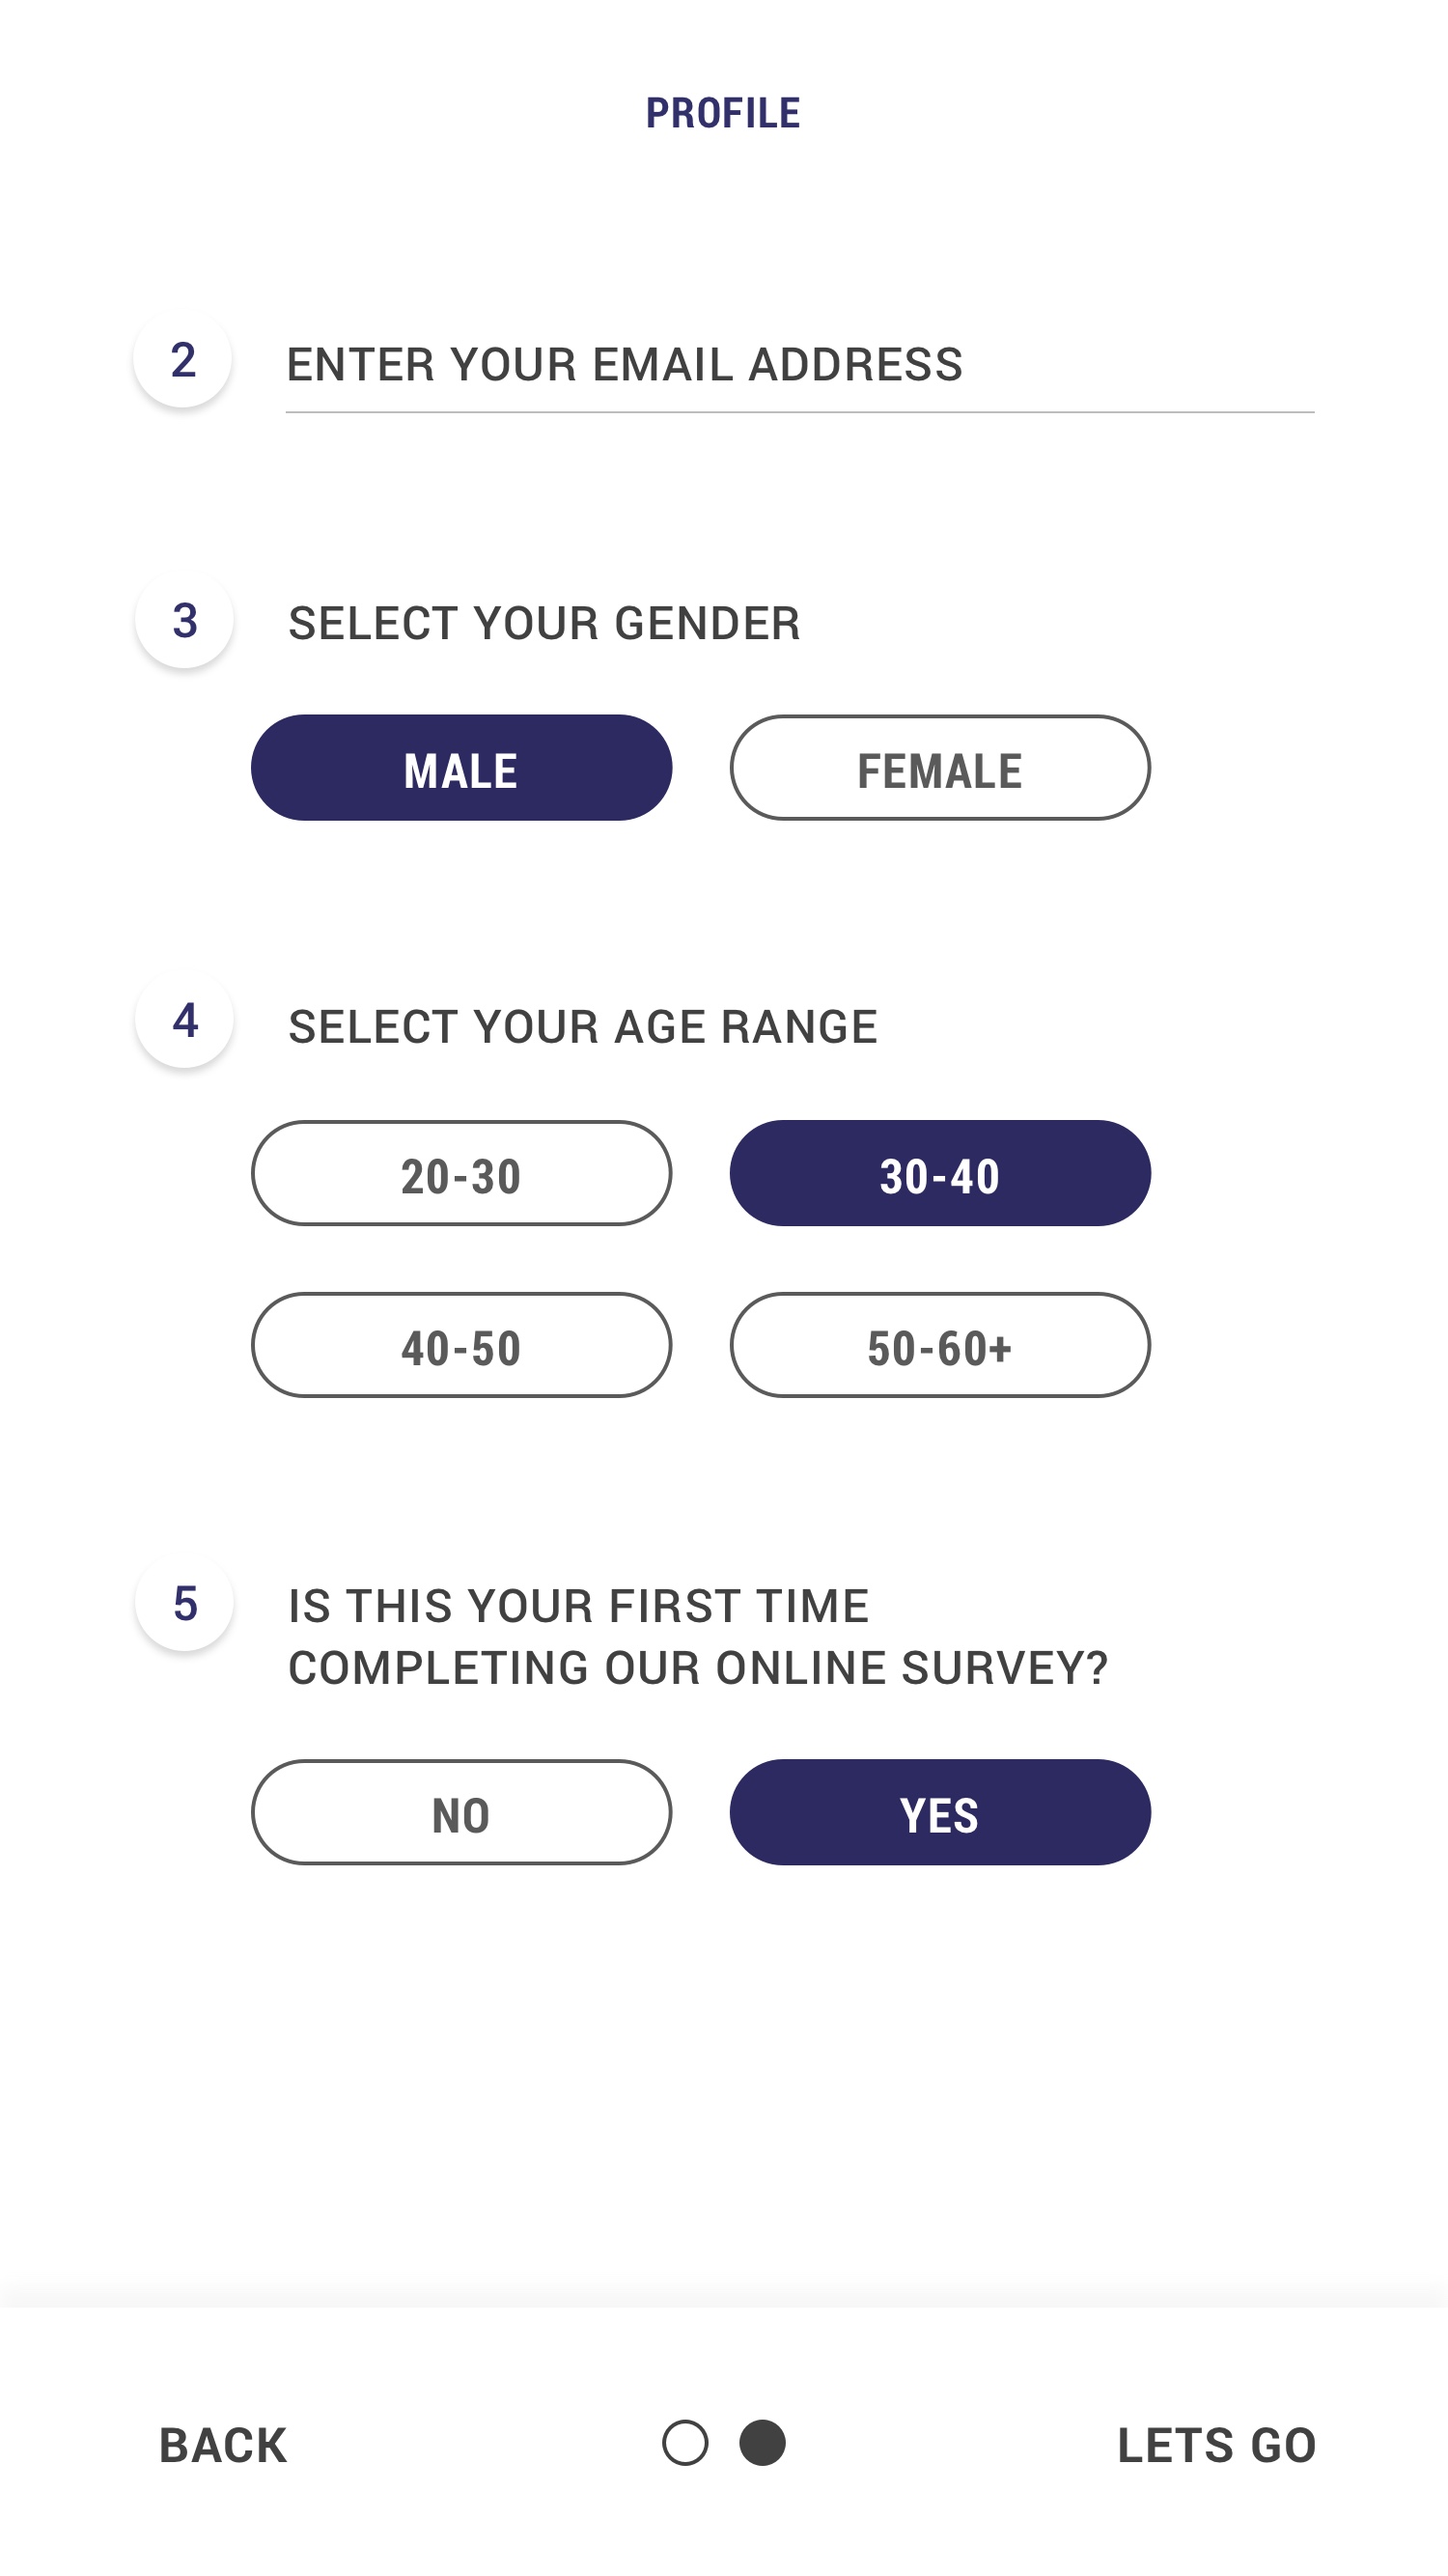 PROFILE
2
ENTER YOUR EMAIL ADDRESS
3
SELECT YOUR GENDER
MALE
FEMALE
4
SELECT YOUR AGE RANGE
20-30
30-40
40-50
50-60+
5
IS THIS YOUR FIRST TIME
COMPLETING OUR ONLINE SURVEY?
NO
YES
BACK
LETS GO